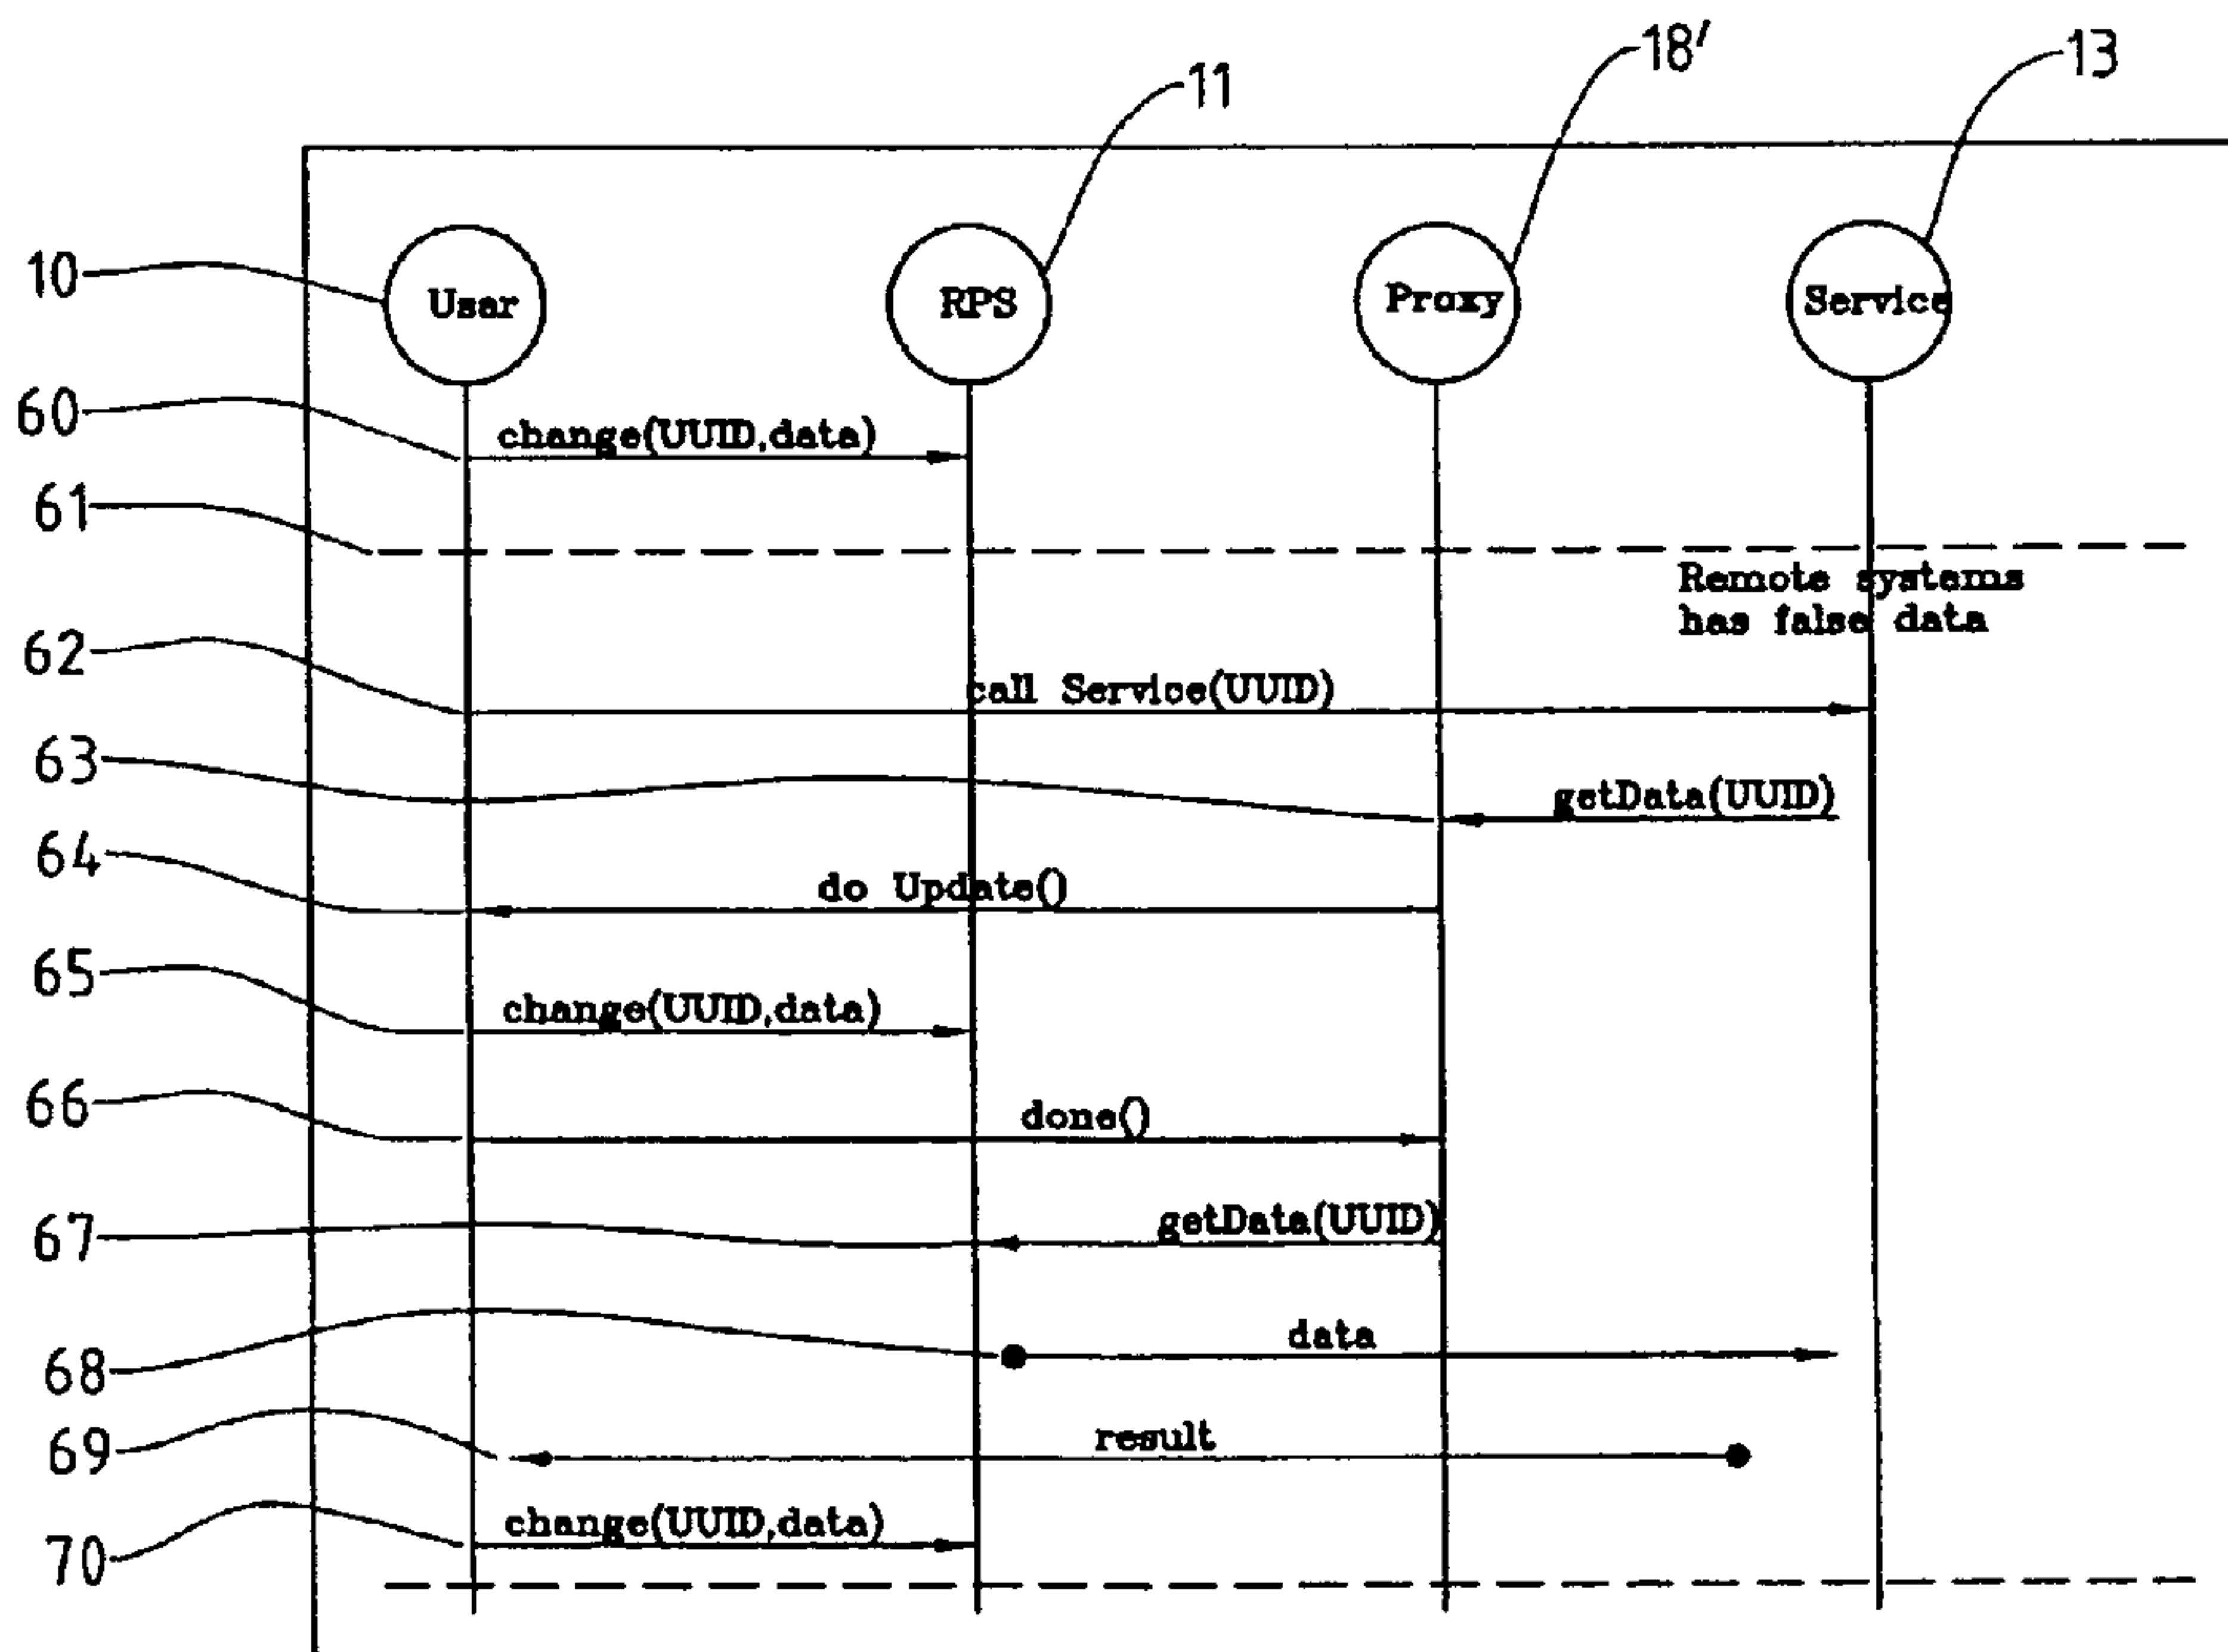 11
18'
13
10
User
RPS
Proxy
Service
60
change(UUID,data)
61
Remote systems
has false data
62
call Service(UUID)
63
getData(UUID)
64
do Update()
65
change(UUID,data)
66
done()
67
getData(UUID)
68
data
69
result
70
change(UUID,data)